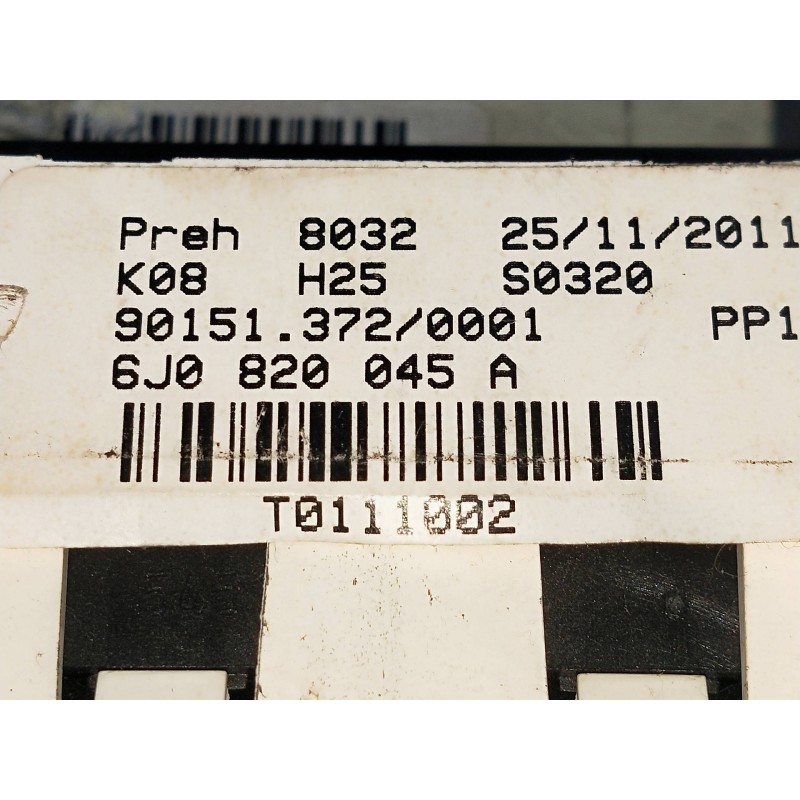 Preh 8032 25/11/2011
K08 H25 S0320
90151.372/0001 PP1
6J0 820 045 A
T0111002